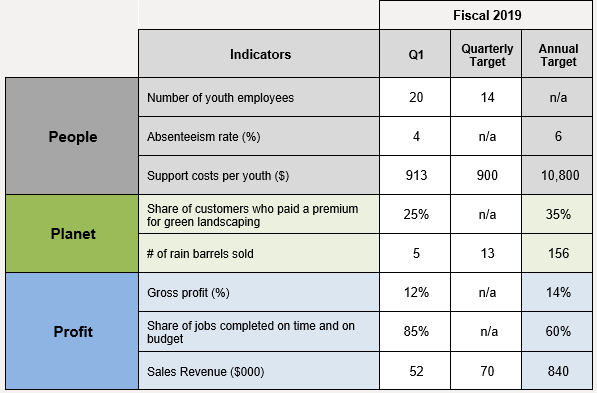 Fiscal 2019
Indicators Q1 Quarterly Target Annual Target
People
Number of youth employees 20 14 n/a
Absenteeism rate (%) 4 n/a 6
Support costs per youth ($) 913 900 10,800
Planet
Share of customers who paid a premium
for green landscaping 25% n/a 35%
# of rain barrels sold 5 13 156
Profit
Gross profit (%) 12% n/a 14%
Share of jobs completed on time and on
budget 85% n/a 60%
Sales Revenue ($000) 52 70 840